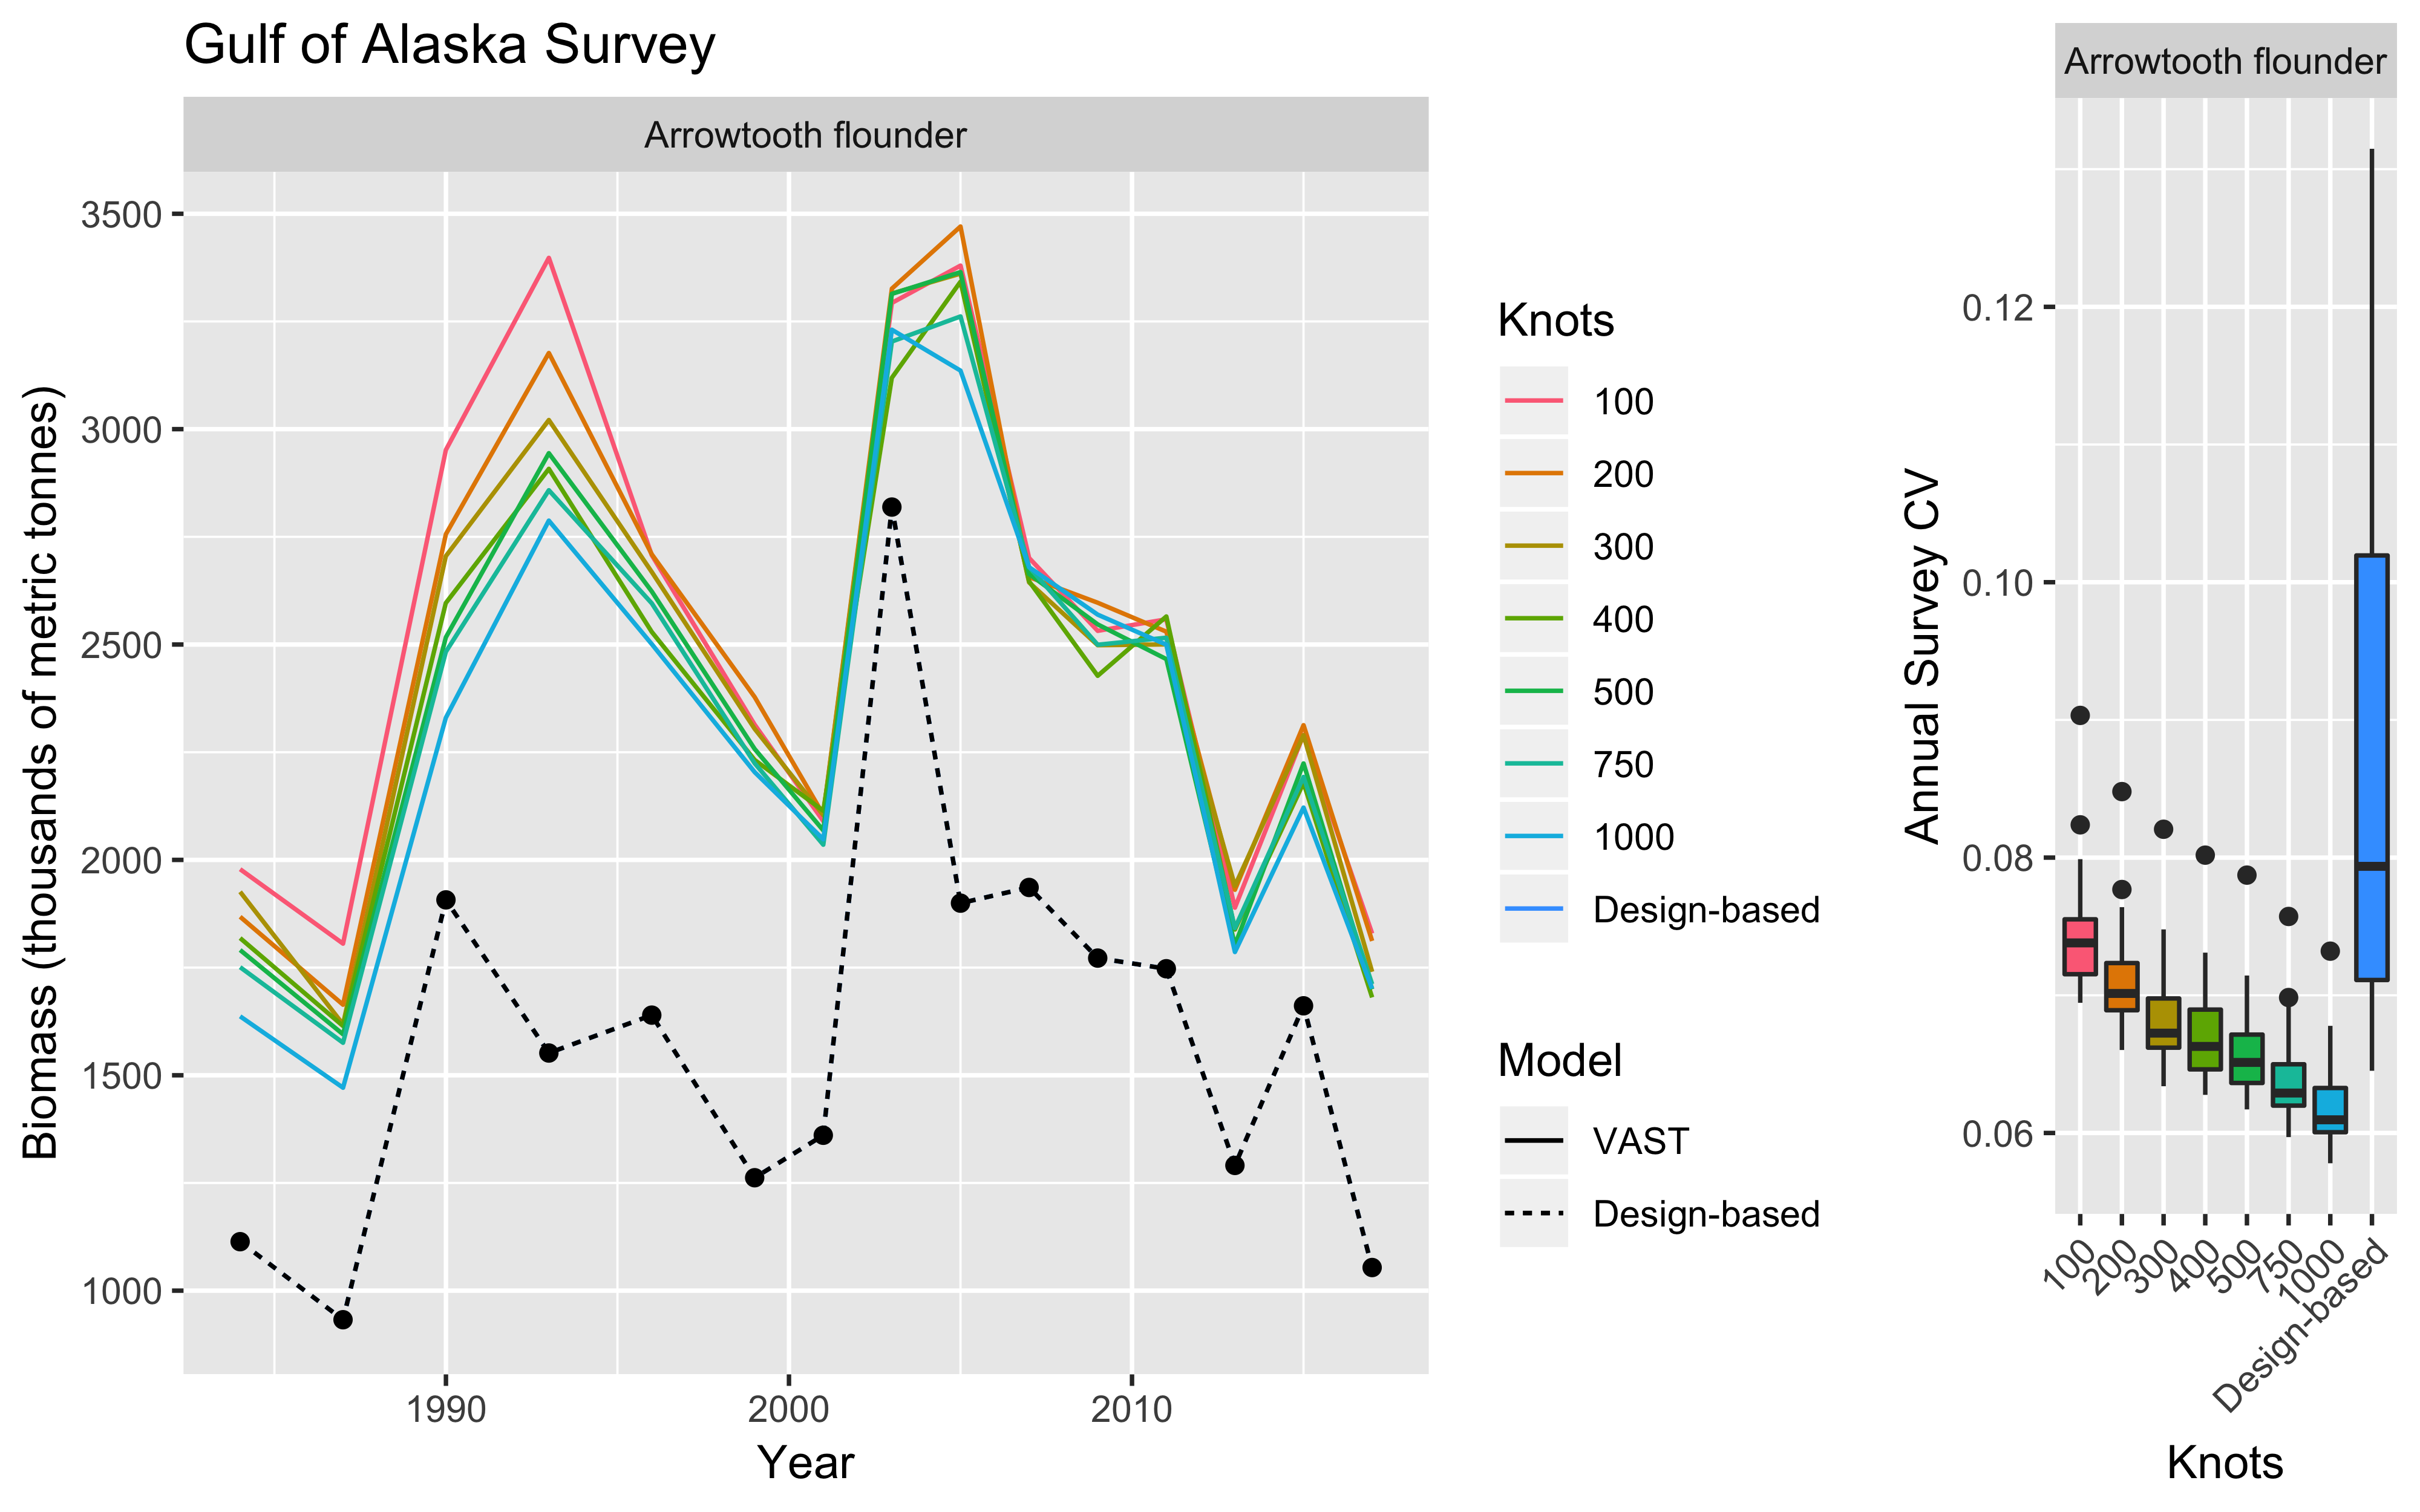 Gulf of Alaska Survey
Arrowtooth flounder
3500
3000
2500
2000
1500
1000
Biomass (thousands of metric tonnes)
1990
2000
2010
Year
Knots
100
200
300
400
500
750
1000
Design-based
Model
VAST
Design-based
Arrowtooth flounder
0.12
0.10
0.08
0.06
Annual Survey CV
100
200
300
400
500
750
1000
Design-based
Knots